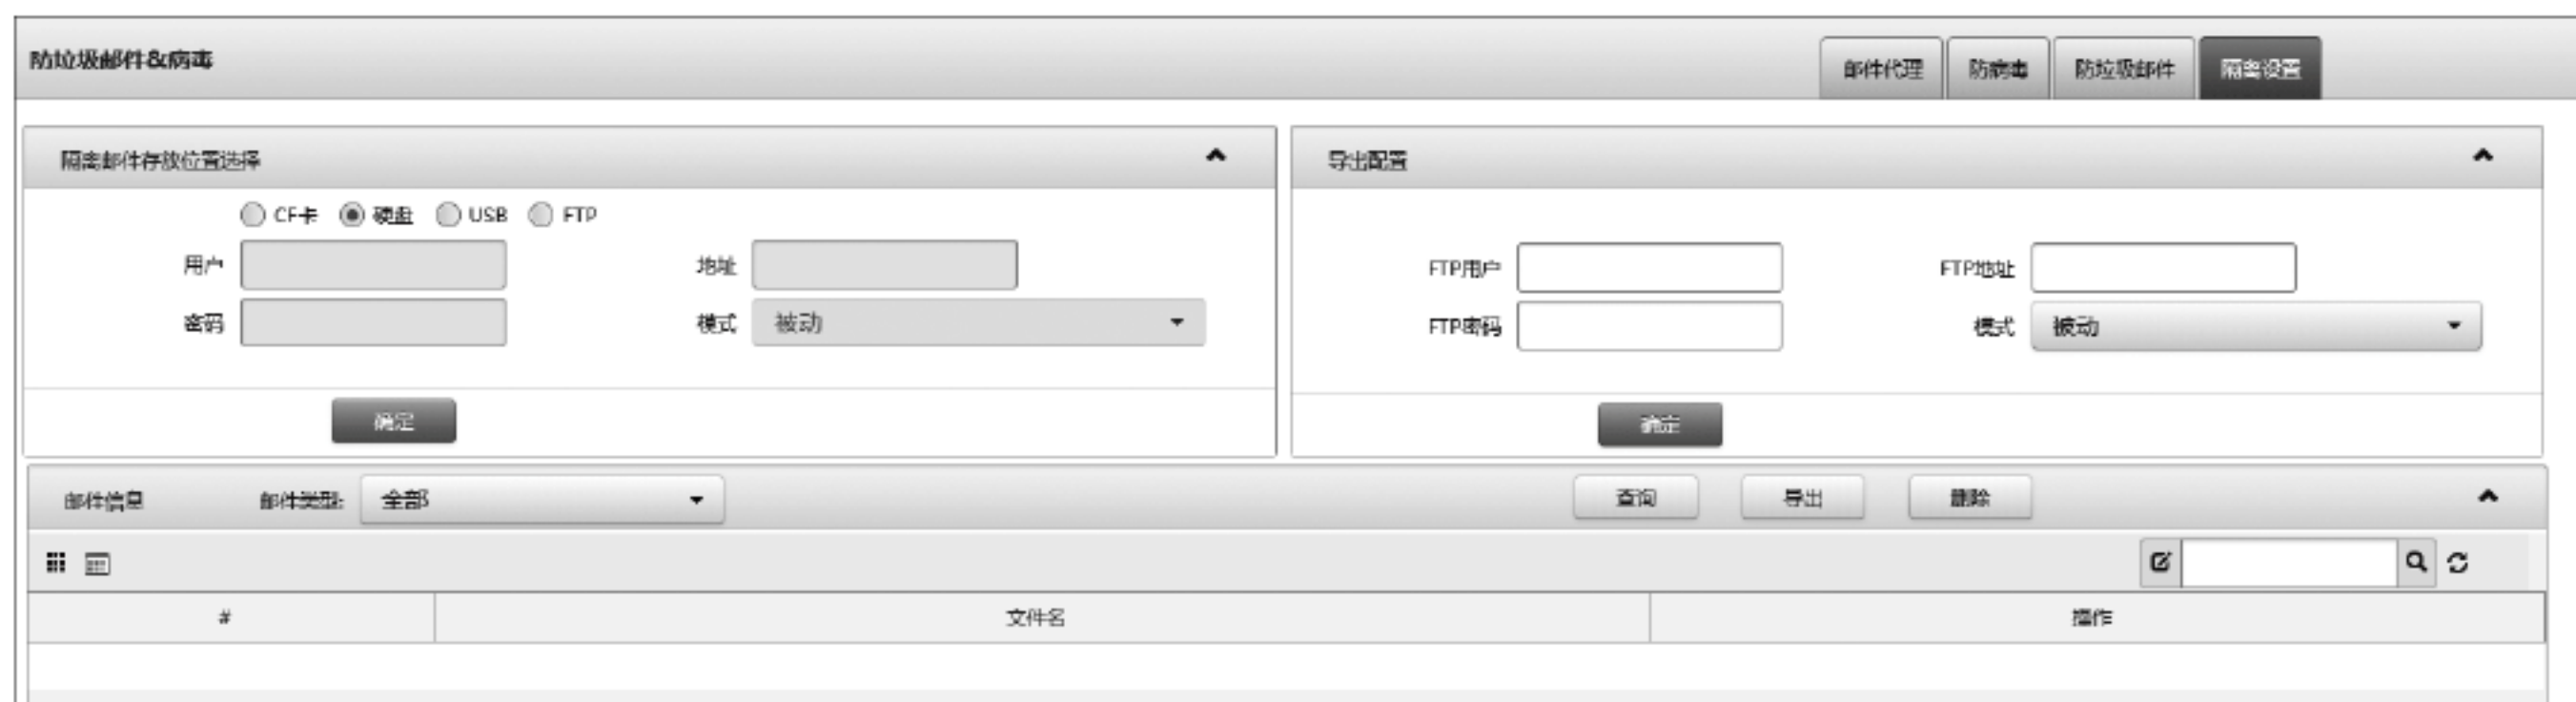 防垃圾邮件&病毒
邮件代理 防病毒 防垃圾邮件 隔离设置
隔离邮件存放位置选择
CF卡 硬盘 USB FTP
用户 地址
密码 模式 被动
确定
导出配置
FTP用户 FTP地址
FTP密码 模式 被动
确定
邮件信息 邮件类型: 全部 查询 导出 删除
# 文件名 操作